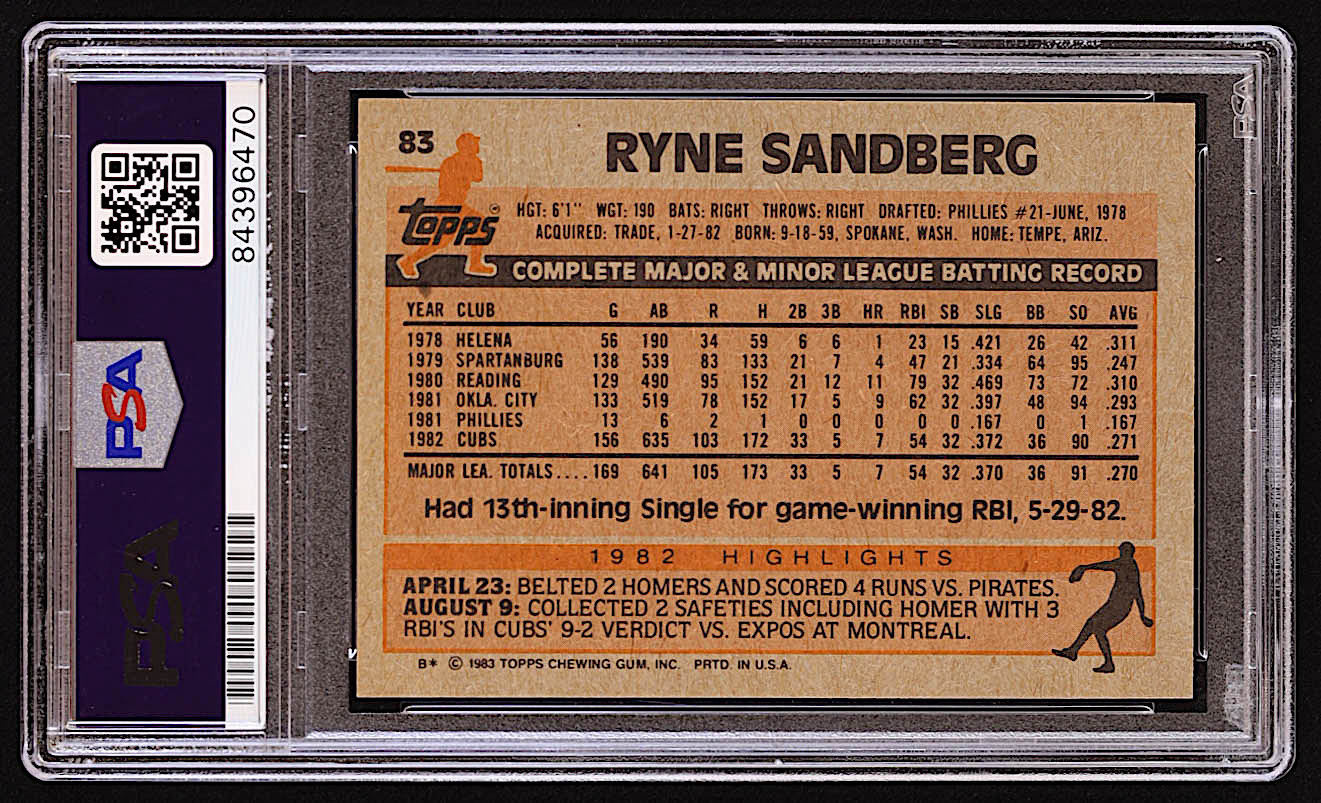 83
RYNE SANDBERG
Topps
HGT: 6'1'' WGT: 190 BATS: RIGHT THROWS: RIGHT DRAFTED: PHILLIES #21-JUNE, 1978
ACQUIRED: TRADE, 1-27-82 BORN: 9-18-59, SPOKANE, WASH. HOME: TEMPE, ARIZ.
COMPLETE MAJOR & MINOR LEAGUE BATTING RECORD
YEAR CLUB G AB R H 2B 3B HR RBI SB SLG BB SO AVG
1978 HELENA 56 190 34 59 6 6 1 23 15 .421 26 42 .311
1979 SPARTANBURG 138 539 83 133 21 7 4 47 21 .334 64 95 .247
1980 READING 129 490 95 152 21 12 11 79 32 .469 73 72 .310
1981 OKLA. CITY 133 519 78 152 17 5 9 62 32 .397 48 94 .293
1981 PHILLIES 13 6 2 1 0 0 0 0 0 .167 0 1 .167
1982 CUBS 156 635 103 172 33 5 7 54 32 .372 36 90 .271
MAJOR LEA. TOTALS.... 169 641 105 173 33 5 7 54 32 .370 36 91 .270
Had 13th-inning Single for game-winning RBI, 5-29-82.
1982 HIGHLIGHTS
APRIL 23: BELTED 2 HOMERS AND SCORED 4 RUNS VS. PIRATES.
AUGUST 9: COLLECTED 2 SAFETIES INCLUDING HOMER WITH 3
RBI'S IN CUBS' 9-2 VERDICT VS. EXPOS AT MONTREAL.
B* © 1983 TOPPS CHEWING GUM, INC. PRTD. IN U.S.A.
84396470
PSA
PSA
PSA
PSA